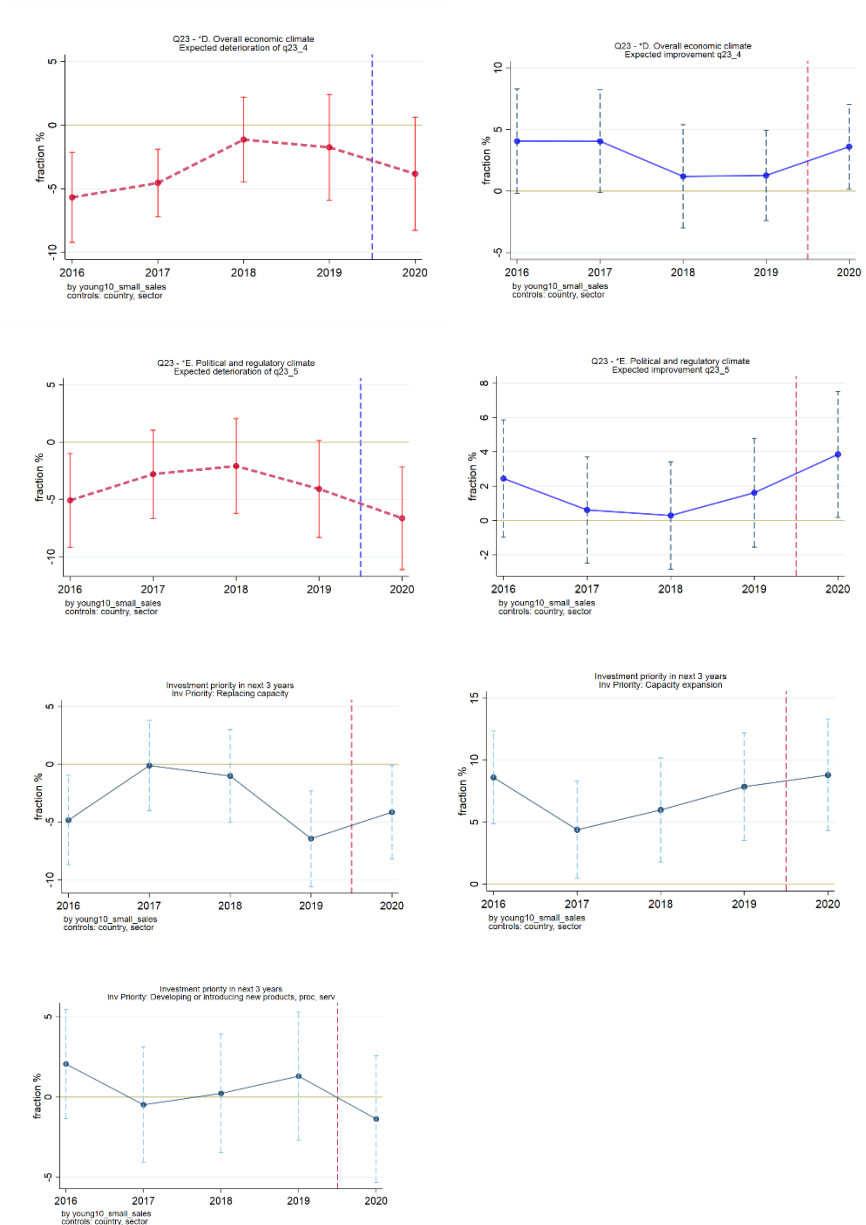 Q23 - *D. Overall economic climate
Expected deterioration of q23_4
fraction %
5
0
-5
-10
2016 2017 2018 2019 2020
by young10_small_sales
controls: country, sector
Q23 - *D. Overall economic climate
Expected improvement q23_4
fraction %
10
5
0
-5
2016 2017 2018 2019 2020
by young10_small_sales
controls: country, sector
Q23 - *E. Political and regulatory climate
Expected deterioration of q23_5
fraction %
5
0
-5
-10
2016 2017 2018 2019 2020
by young10_small_sales
controls: country, sector
Q23 - *E. Political and regulatory climate
Expected improvement q23_5
fraction %
8
6
4
2
0
-2
2016 2017 2018 2019 2020
by young10_small_sales
controls: country, sector
Investment priority in next 3 years
Inv Priority: Replacing capacity
fraction %
5
0
-5
-10
2016 2017 2018 2019 2020
by young10_small_sales
controls: country, sector
Investment priority in next 3 years
Inv Priority: Capacity expansion
fraction %
15
10
5
0
2016 2017 2018 2019 2020
by young10_small_sales
controls: country, sector
Investment priority in next 3 years
Inv Priority: Developing or introducing new products, proc, serv
fraction %
5
0
-5
2016 2017 2018 2019 2020
by young10_small_sales
controls: country, sector